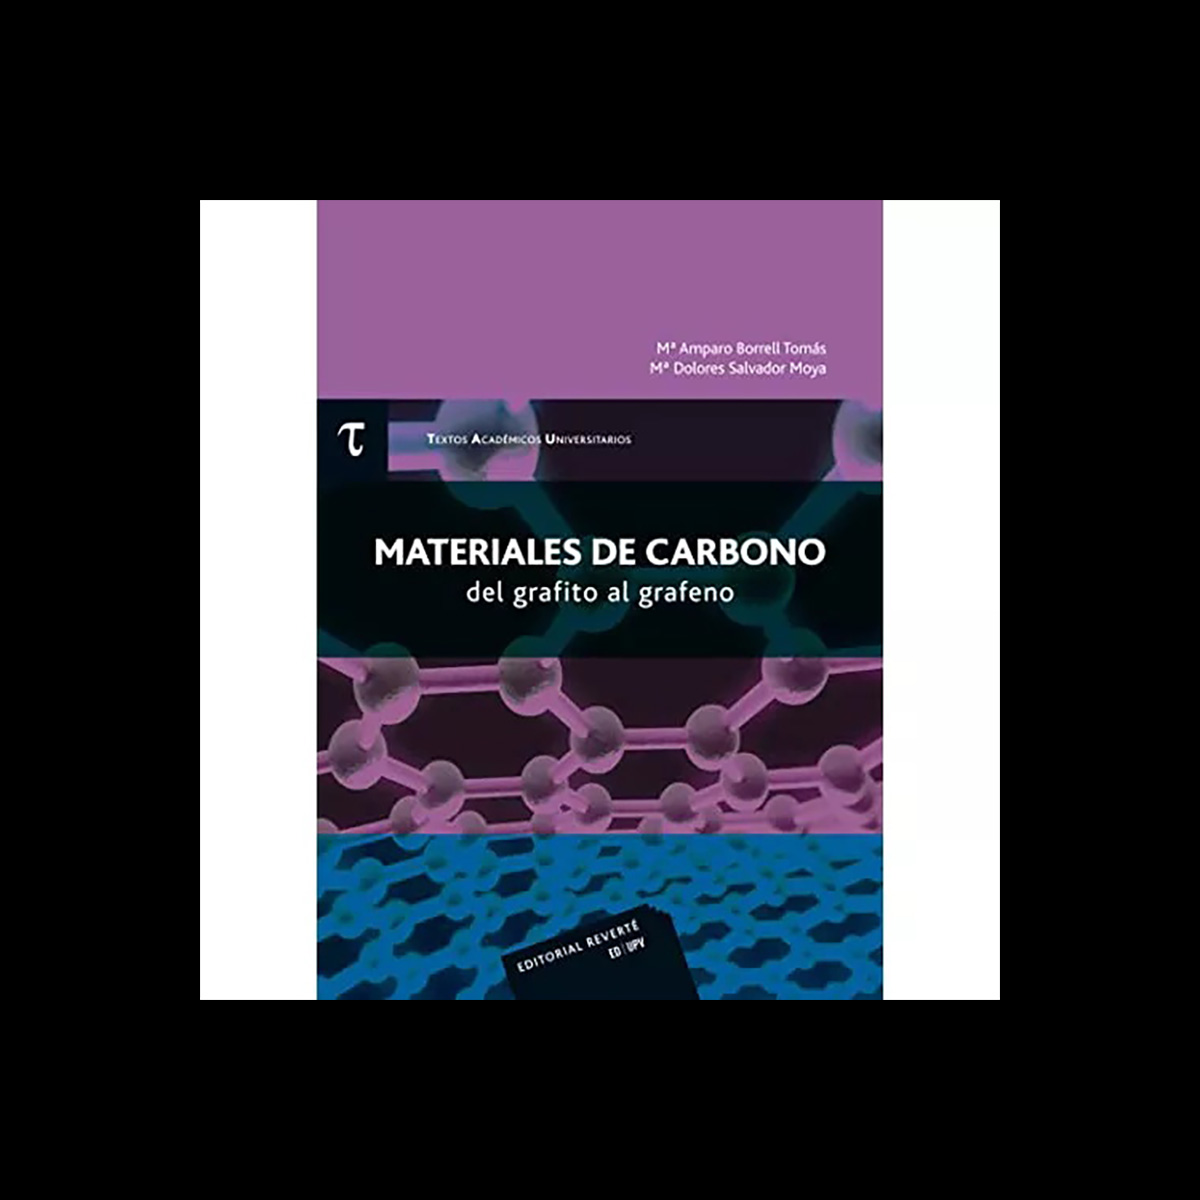 Mª Amparo Borrell Tomás
Mª Dolores Salvador Moya
τ
Textos Académicos Universitarios
MATERIALES DE CARBONO
del grafito al grafeno
EDITORIAL REVERTÉ
ED | UPV